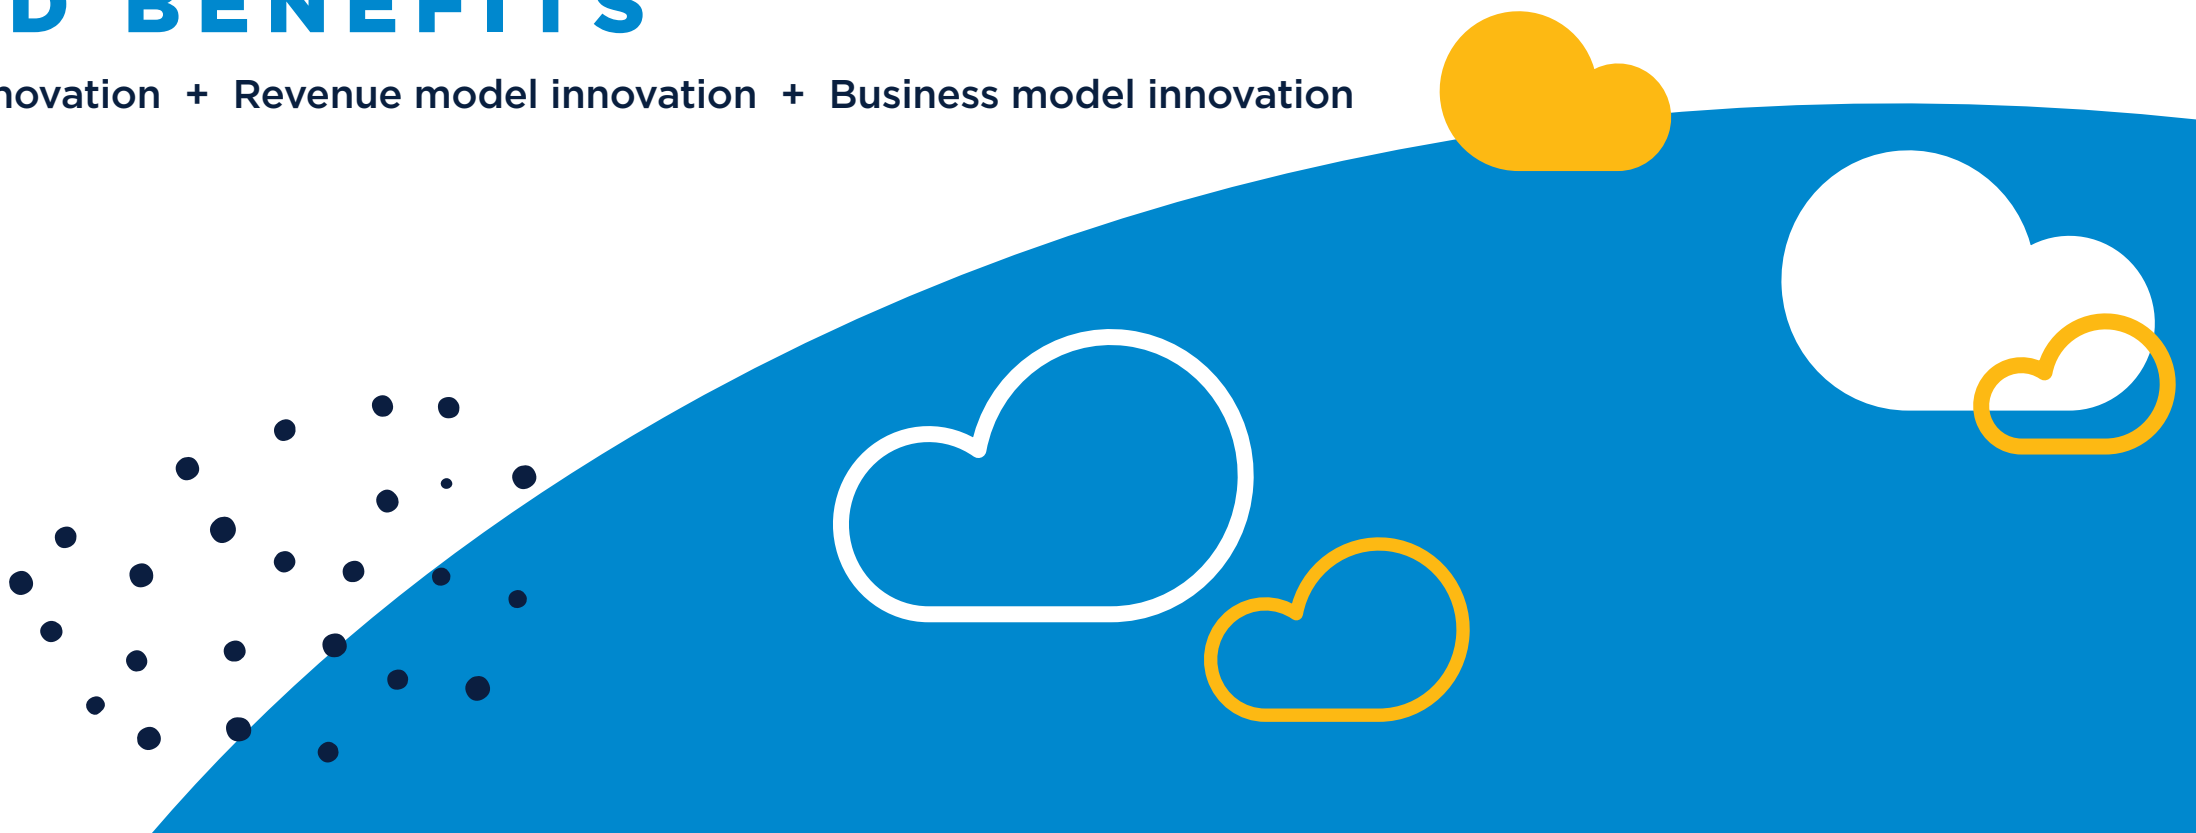 D BENEFITS
novation + Revenue model innovation + Business model innovation